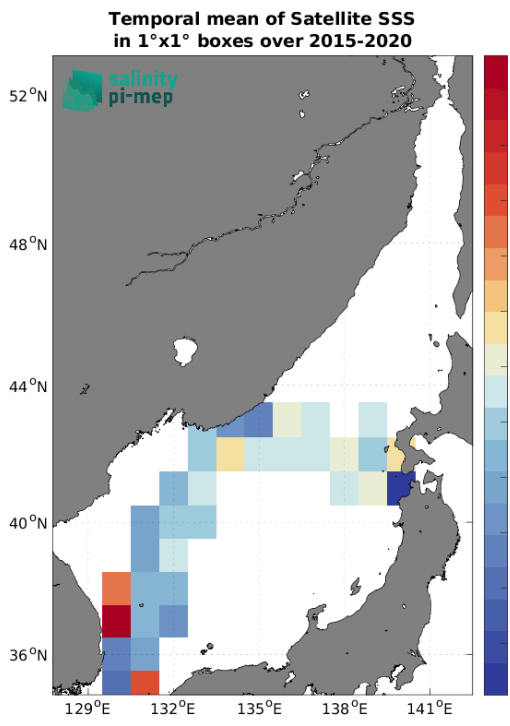 Temporal mean of Satellite SSS
in 1°x1° boxes over 2015-2020
salinity
pi-mep
52°N
48°N
44°N
40°N
36°N
129°E 132°E 135°E 138°E 141°E